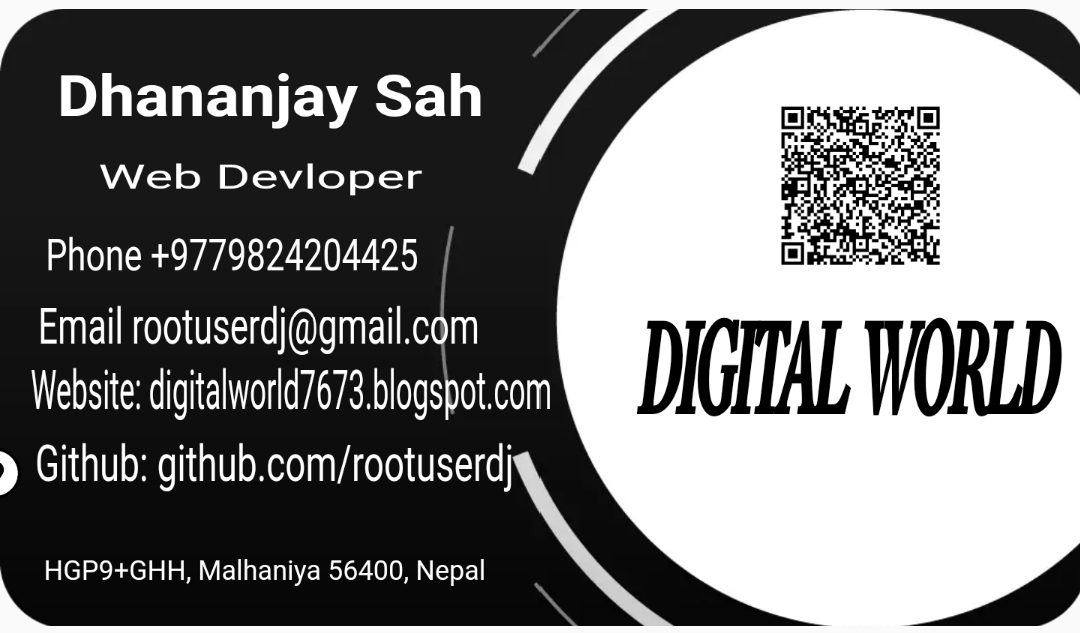 Dhananjay Sah
Web Devloper
Phone +9779824204425
Email rootuserdj@gmail.com
Website: digitalworld7673.blogspot.com
Github: github.com/rootuserdj
HGP9+GHH, Malhaniya 56400, Nepal
DIGITAL WORLD